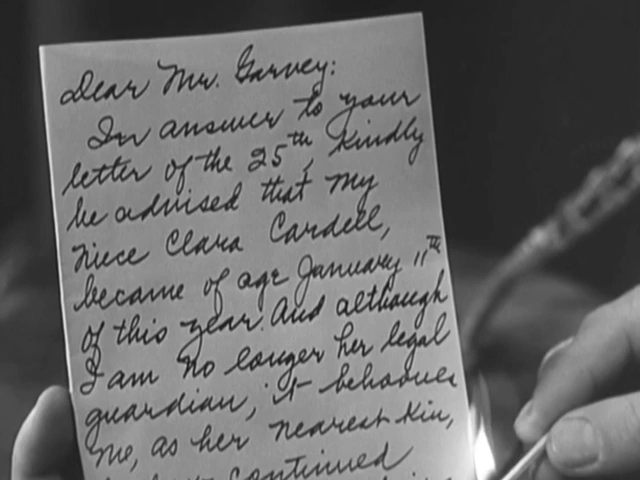 Dear Mr. Garvey:
In answer to your
letter of the 25th, Kindly
be advised that my
niece Clara Cardell,
became of age January 11th
of this year. And although
I am no longer her legal
guardian, it behooves
me, as her nearest kin,
continued